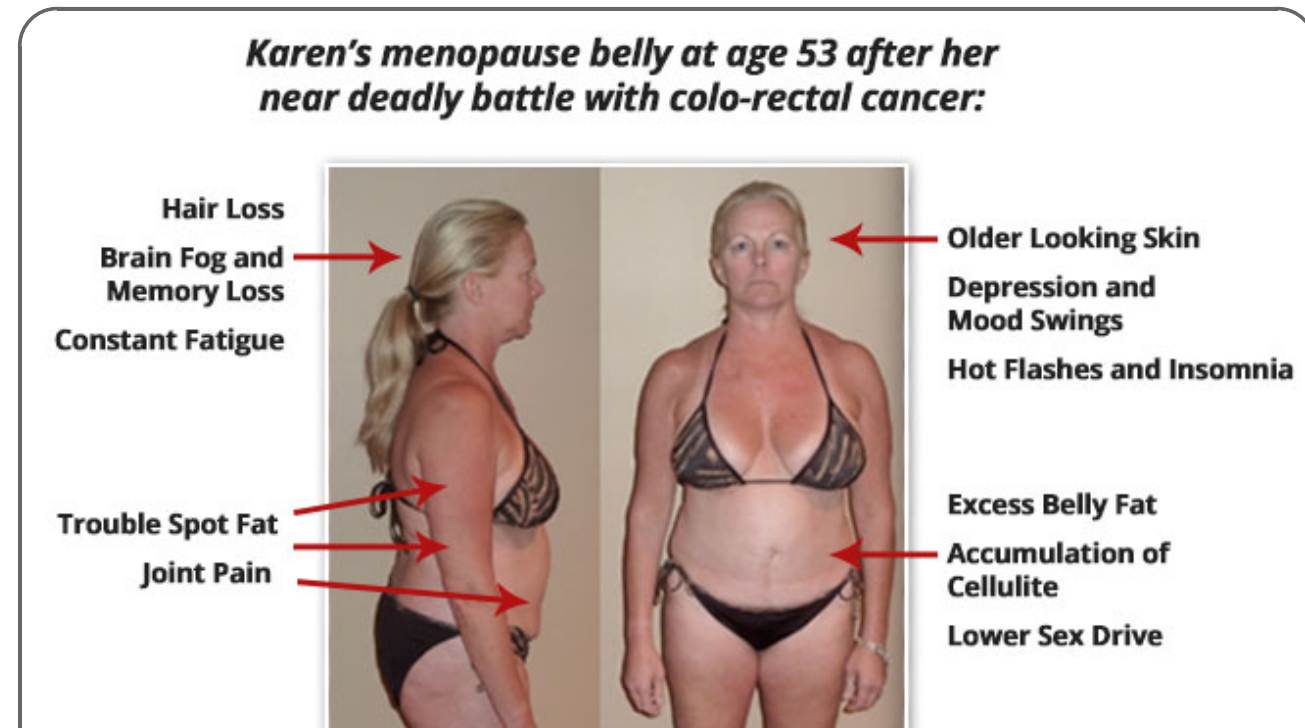 Karen's menopause belly at age 53 after her
near deadly battle with colo-rectal cancer:
Hair Loss
Brain Fog and
Memory Loss
Constant Fatigue
Trouble Spot Fat
Joint Pain
Older Looking Skin
Depression and
Mood Swings
Hot Flashes and Insomnia
Excess Belly Fat
Accumulation of
Cellulite
Lower Sex Drive